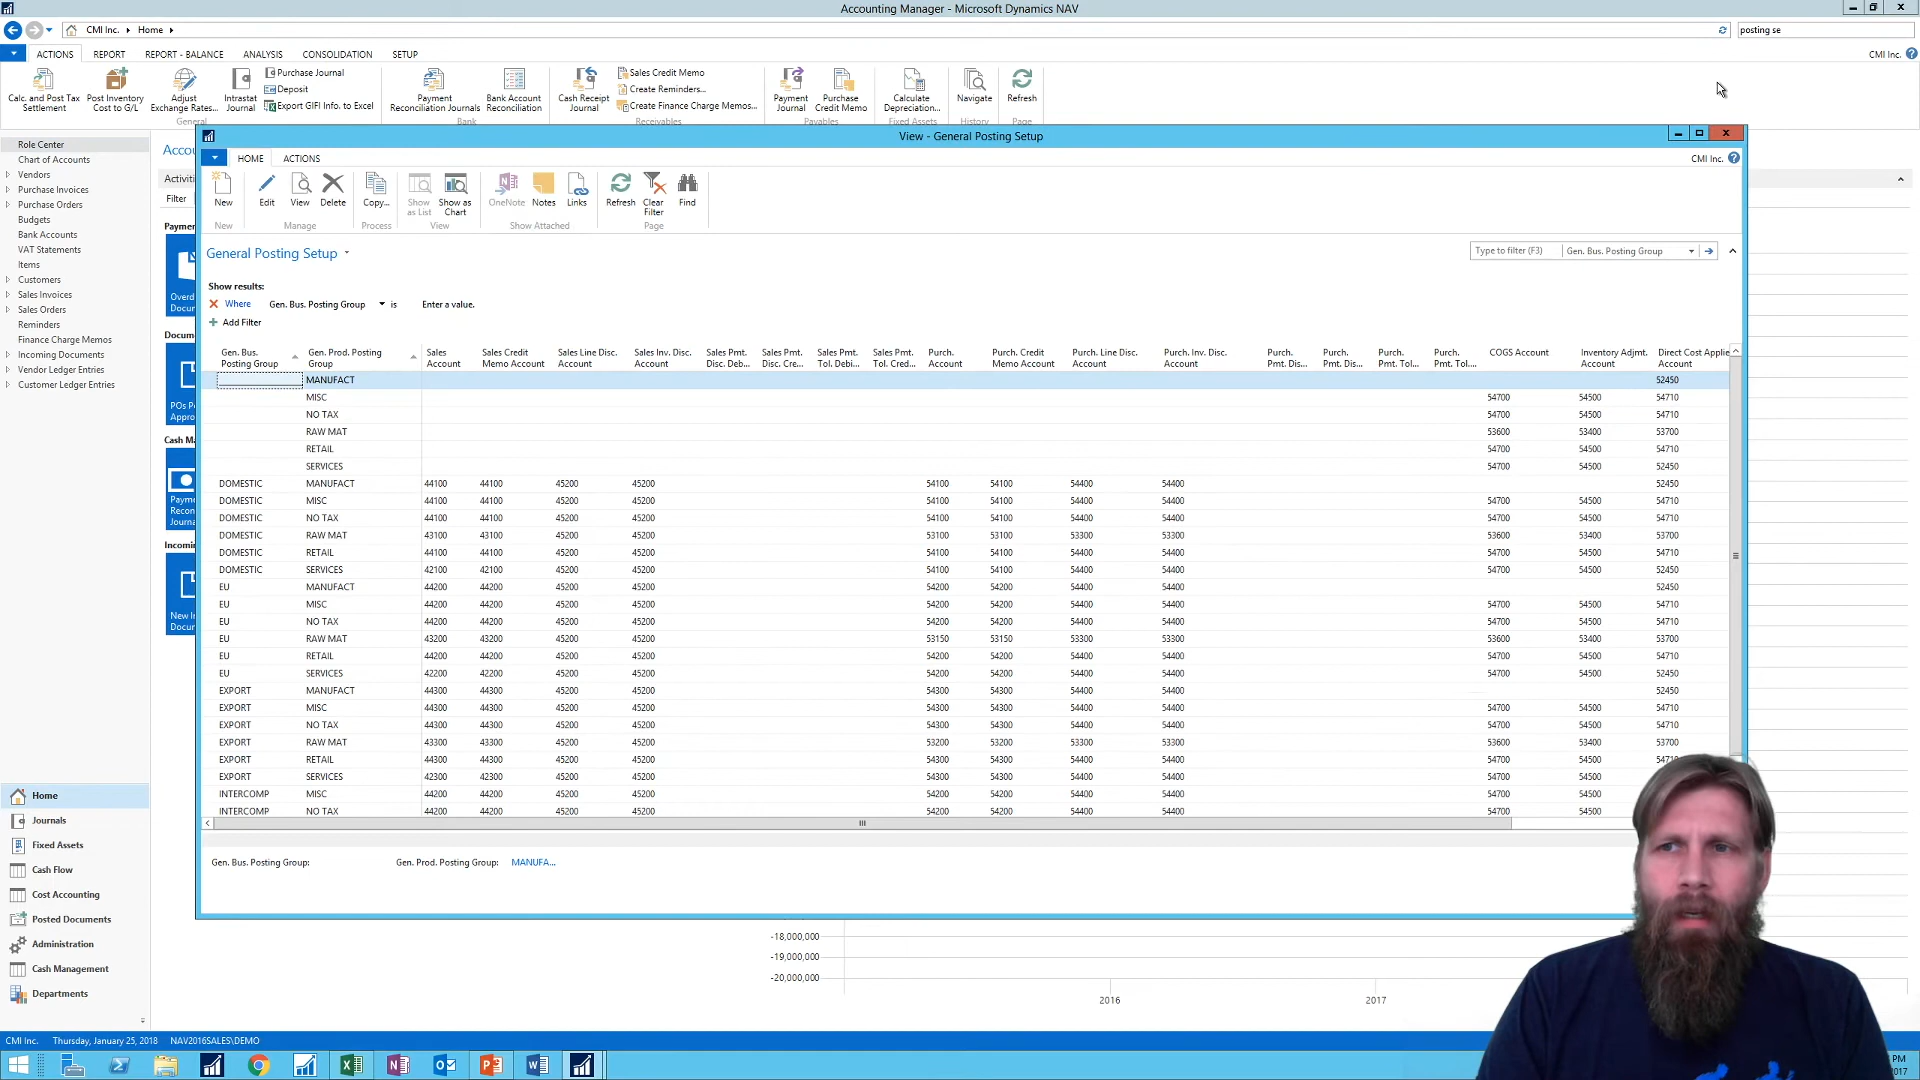 Accounting Manager - Microsoft Dynamics NAV
CMI Inc. Home
posting se
ACTIONS REPORT REPORT - BALANCE ANALYSIS CONSOLIDATION SETUP
CMI Inc.
Calc. and Post Tax Settlement
Post Inventory Cost to G/L
Adjust Exchange Rates...
Intrastat Journal
Purchase Journal
Deposit
Export GIFI Info. to Excel
Payment Reconciliation Journals
Bank Account Reconciliation
Cash Receipt Journal
Sales Credit Memo
Create Reminders...
Create Finance Charge Memos...
Payment Journal
Purchase Credit Memo
Calculate Depreciation...
Navigate
Refresh
General Bank Receivables Payables Fixed Assets History Page
Role Center
Chart of Accounts
Vendors
Purchase Invoices
Purchase Orders
Budgets
Bank Accounts
VAT Statements
Items
Customers
Sales Invoices
Sales Orders
Reminders
Finance Charge Memos
Incoming Documents
Vendor Ledger Entries
Customer Ledger Entries
Home
Journals
Fixed Assets
Cash Flow
Cost Accounting
Posted Documents
Administration
Cash Management
Departments
Accou
Activiti
Filter
Paymen
Overd
Docum
Docum
POs P
Appro
Cash M
Payme
Recon
Journa
Incomi
New In
Docum
View - General Posting Setup
HOME ACTIONS
CMI Inc.
New
Edit
View
Delete
Copy...
Show as List
Show as Chart
OneNote
Notes
Links
Refresh
Clear Filter
Find
New Manage Process View Show Attached Page
General Posting Setup
Type to filter (F3) Gen. Bus. Posting Group
Show results:
Where Gen. Bus. Posting Group is Enter a value.
Add Filter
Gen. Bus. Gen. Prod. Posting Sales Sales Credit Sales Line Disc. Sales Inv. Disc. Sales Pmt. Sales Pmt. Sales Pmt. Sales Pmt. Purch. Purch. Credit Purch. Line Disc. Purch. Inv. Disc. Purch. Purch. Purch. Purch. COGS Account Inventory Adjmt. Direct Cost Applie
Posting Group Group Account Memo Account Account Account Disc. Deb... Disc. Cre... Tol. Debi... Tol. Cred... Account Memo Account Account Account Pmt. Dis... Pmt. Dis... Pmt. Tol... Pmt. Tol.... Account Account
MANUFACT 52450
MISC 54700 54500 54710
NO TAX 54700 54500 54710
RAW MAT 53600 53400 53700
RETAIL 54700 54500 54710
SERVICES 54700 54500 52450
DOMESTIC MANUFACT 44100 44100 45200 45200 54100 54100 54400 54400 52450
DOMESTIC MISC 44100 44100 45200 45200 54100 54100 54400 54400 54700 54500 54710
DOMESTIC NO TAX 44100 44100 45200 45200 54100 54100 54400 54400 54700 54500 54710
DOMESTIC RAW MAT 43100 43100 45200 45200 53100 53100 53300 53300 53600 53400 53700
DOMESTIC RETAIL 44100 44100 45200 45200 54100 54100 54400 54400 54700 54500 54710
DOMESTIC SERVICES 42100 42100 45200 45200 54100 54100 54400 54400 54700 54500 52450
EU MANUFACT 44200 44200 45200 45200 54200 54200 54400 54400 52450
EU MISC 44200 44200 45200 45200 54200 54200 54400 54400 54700 54500 54710
EU NO TAX 44200 44200 45200 45200 54200 54200 54400 54400 54700 54500 54710
EU RAW MAT 43200 43200 45200 45200 53150 53150 53300 53300 53600 53400 53700
EU RETAIL 44200 44200 45200 45200 54200 54200 54400 54400 54700 54500 54710
EU SERVICES 42200 42200 45200 45200 54200 54200 54400 54400 54700 54500 52450
EXPORT MANUFACT 44300 44300 45200 45200 54300 54300 54400 54400 52450
EXPORT MISC 44300 44300 45200 45200 54300 54300 54400 54400 54700 54500 54710
EXPORT NO TAX 44300 44300 45200 45200 54300 54300 54400 54400 54700 54500 54710
EXPORT RAW MAT 43300 43300 45200 45200 53200 53200 53300 53300 53600 53400 53700
EXPORT RETAIL 44300 44300 45200 45200 54300 54300 54400 54400 54700 54500
EXPORT SERVICES 42300 42300 45200 45200 54300 54300 54400 54400 54700 54500
INTERCOMP MISC 44200 44200 45200 45200 54200 54200 54400 54400 54700 54500
INTERCOMP NO TAX 44200 44200 45200 45200 54200 54200 54400 54400 54700 54500
Gen. Bus. Posting Group: Gen. Prod. Posting Group: MANUFA...
-18,000,000
-19,000,000
-20,000,000
2016 2017
CMI Inc. Thursday, January 25, 2018 NAV2016SALES\DEMO
PM
2017